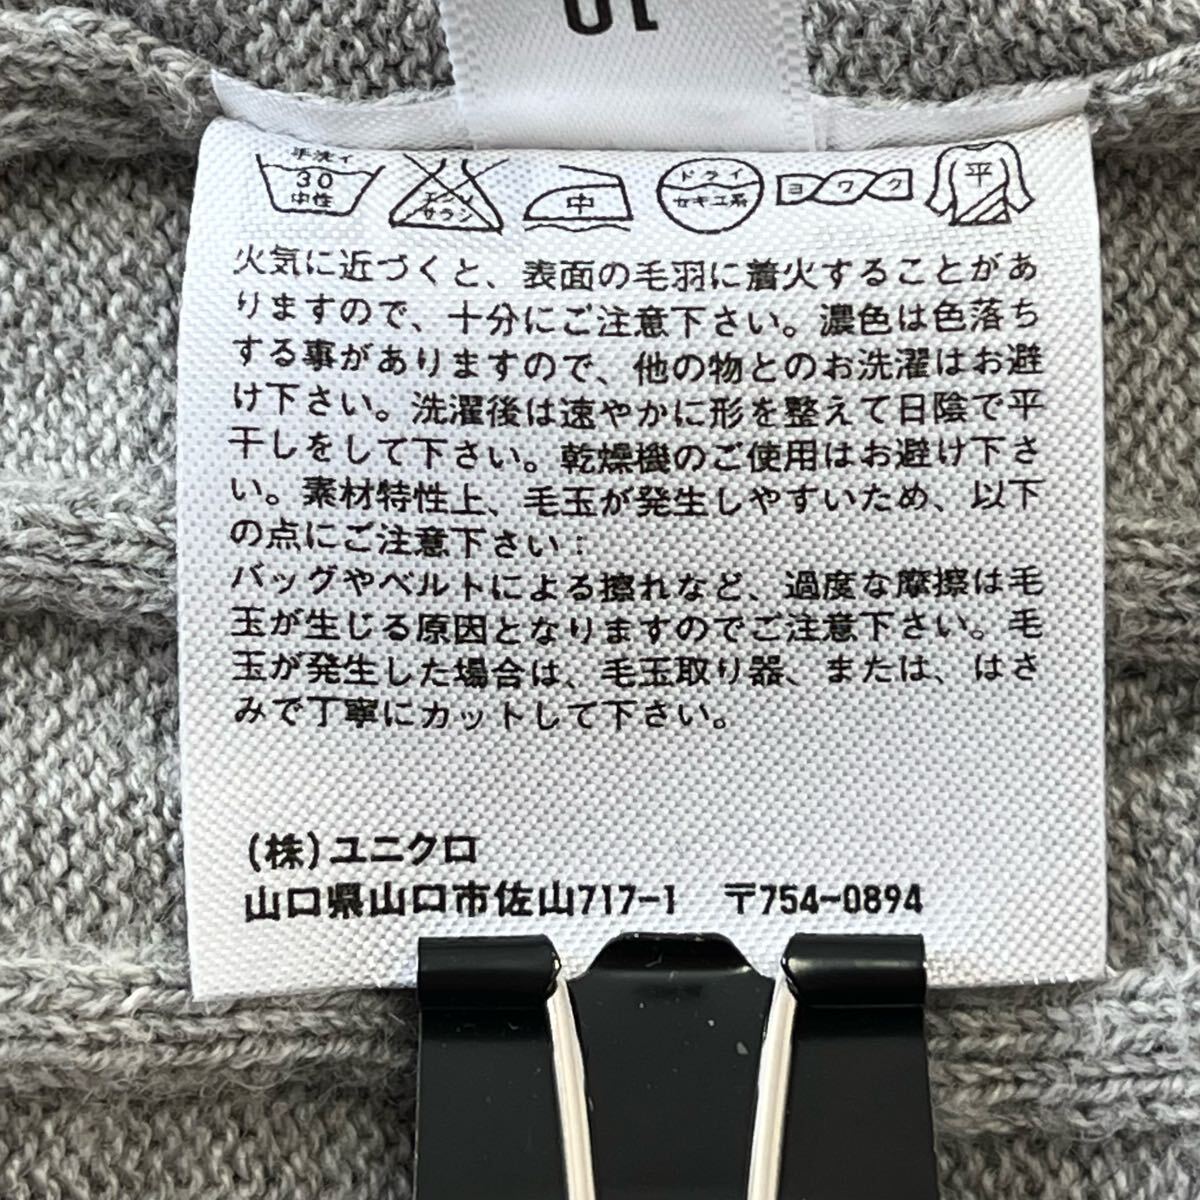 手洗イ
30
中性
エンソ
サラシ
中
ドライ
セキユ系
ヨワク
平
火気に近づくと、表面の毛羽に着火することがあ
りますので、十分にご注意下さい。濃色は色落ち
する事がありますので、他の物とのお洗濯はお避
け下さい。洗濯後は速やかに形を整えて日陰で平
干しをして下さい。乾燥機のご使用はお避け下さ
い。素材特性上、毛玉が発生しやすいため、以下
の点にご注意下さい：
バッグやベルトによる擦れなど、過度な摩擦は毛
玉が生じる原因となりますのでご注意下さい。毛
玉が発生した場合は、毛玉取り器、または、はさ
みで丁寧にカットして下さい。
(株)ユニクロ
山口県山口市佐山717-1　〒754-0894